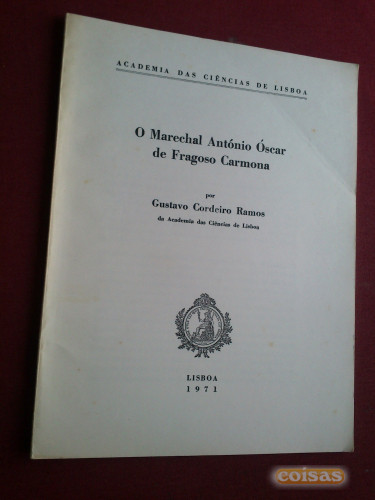 ACADEMIA DAS CIÊNCIAS DE LISBOA
O Marechal António Óscar
de Fragoso Carmona
por
Gustavo Cordeiro Ramos
da Academia das Ciências de Lisboa
LISBOA
1971
coisas